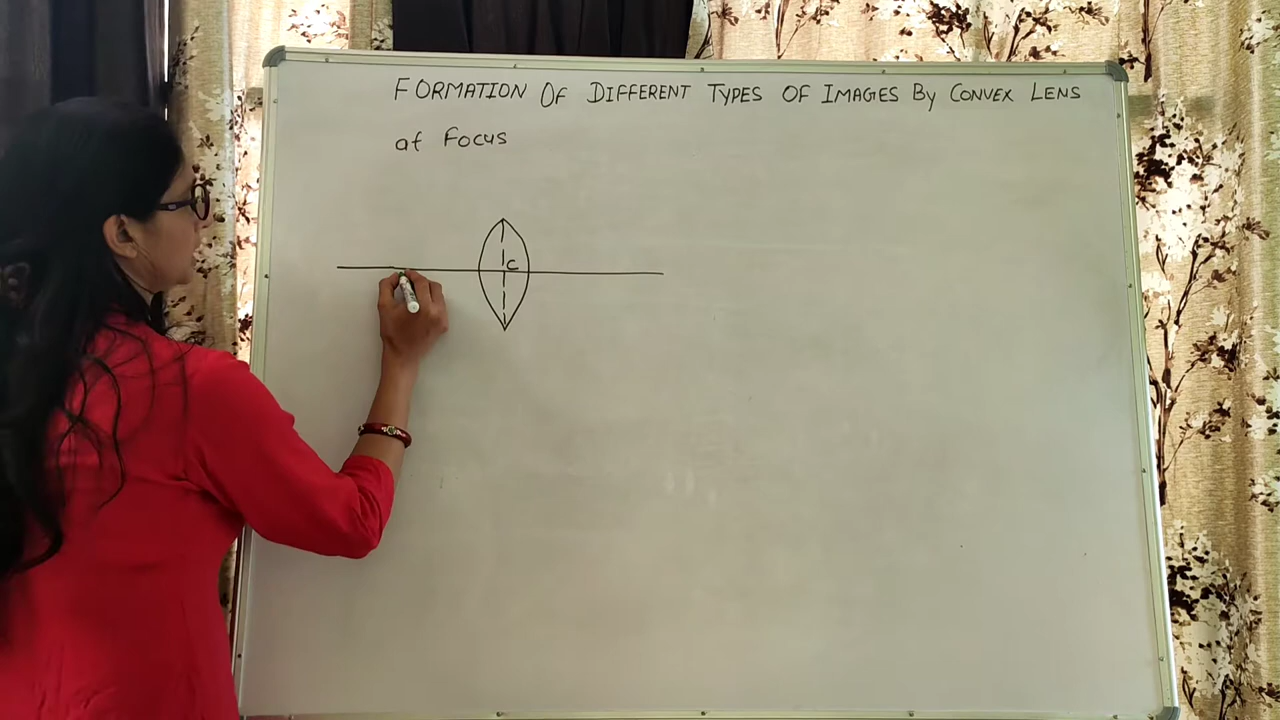 FORMATION OF DIFFERENT TYPES OF IMAGES BY CONVEX LENS
at Focus
C